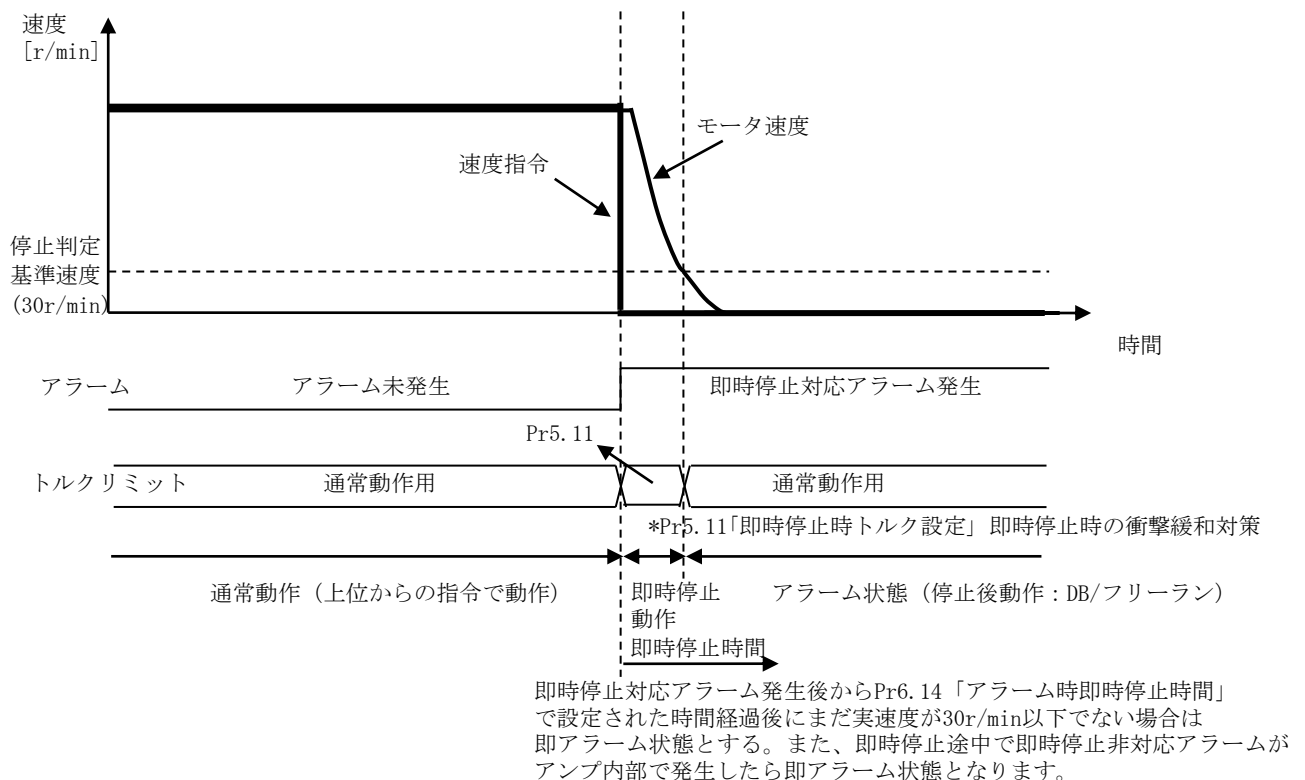 速度
[r/min]
モータ速度
速度指令
停止判定
基準速度
(30r/min)
時間
アラーム
アラーム未発生
即時停止対応アラーム発生
Pr5.11
トルクリミット
通常動作用
通常動作用
*Pr5.11「即時停止時トルク設定」即時停止時の衝撃緩和対策
通常動作（上位からの指令で動作）
即時停止
動作
アラーム状態（停止後動作：DB/フリーラン）
即時停止時間
即時停止対応アラーム発生後からPr6.14「アラーム時即時停止時間」
で設定された時間経過後にまだ実速度が30r/min以下でない場合は
即アラーム状態とする。また、即時停止途中で即時停止非対応アラームが
アンプ内部で発生したら即アラーム状態となります。